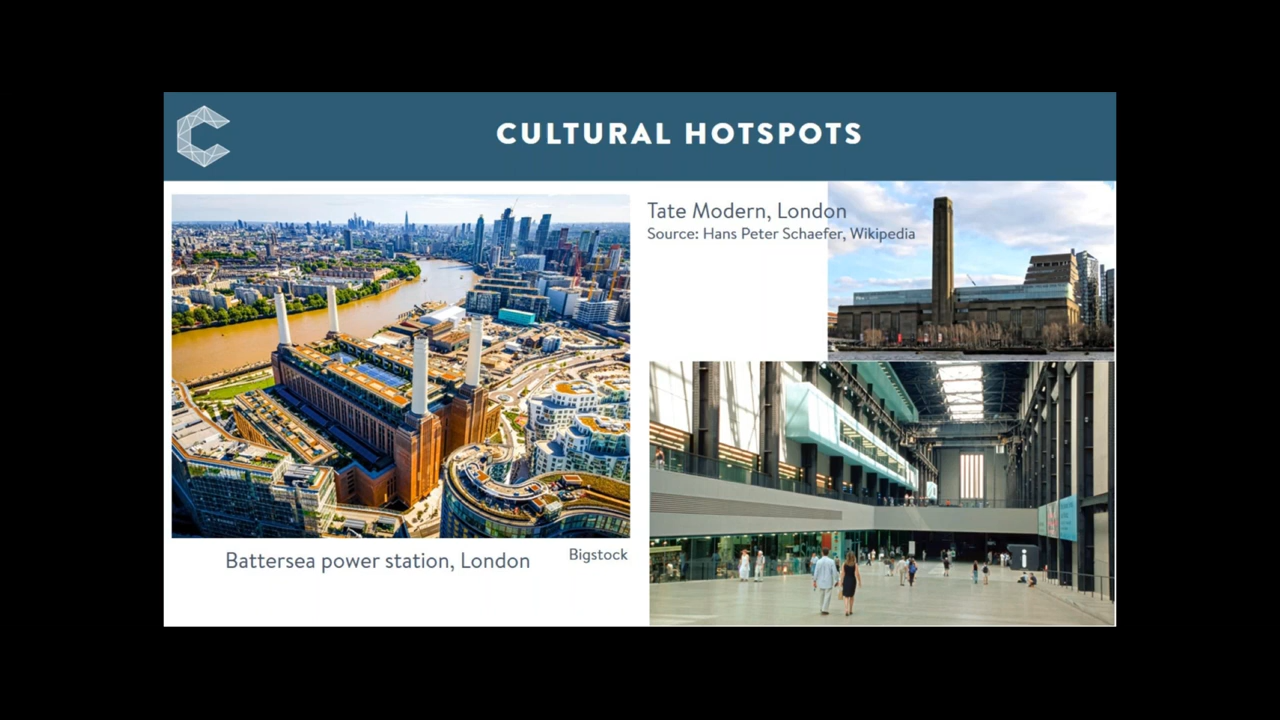 CULTURAL HOTSPOTS
Tate Modern, London
Source: Hans Peter Schaefer, Wikipedia
Battersea power station, London
Bigstock